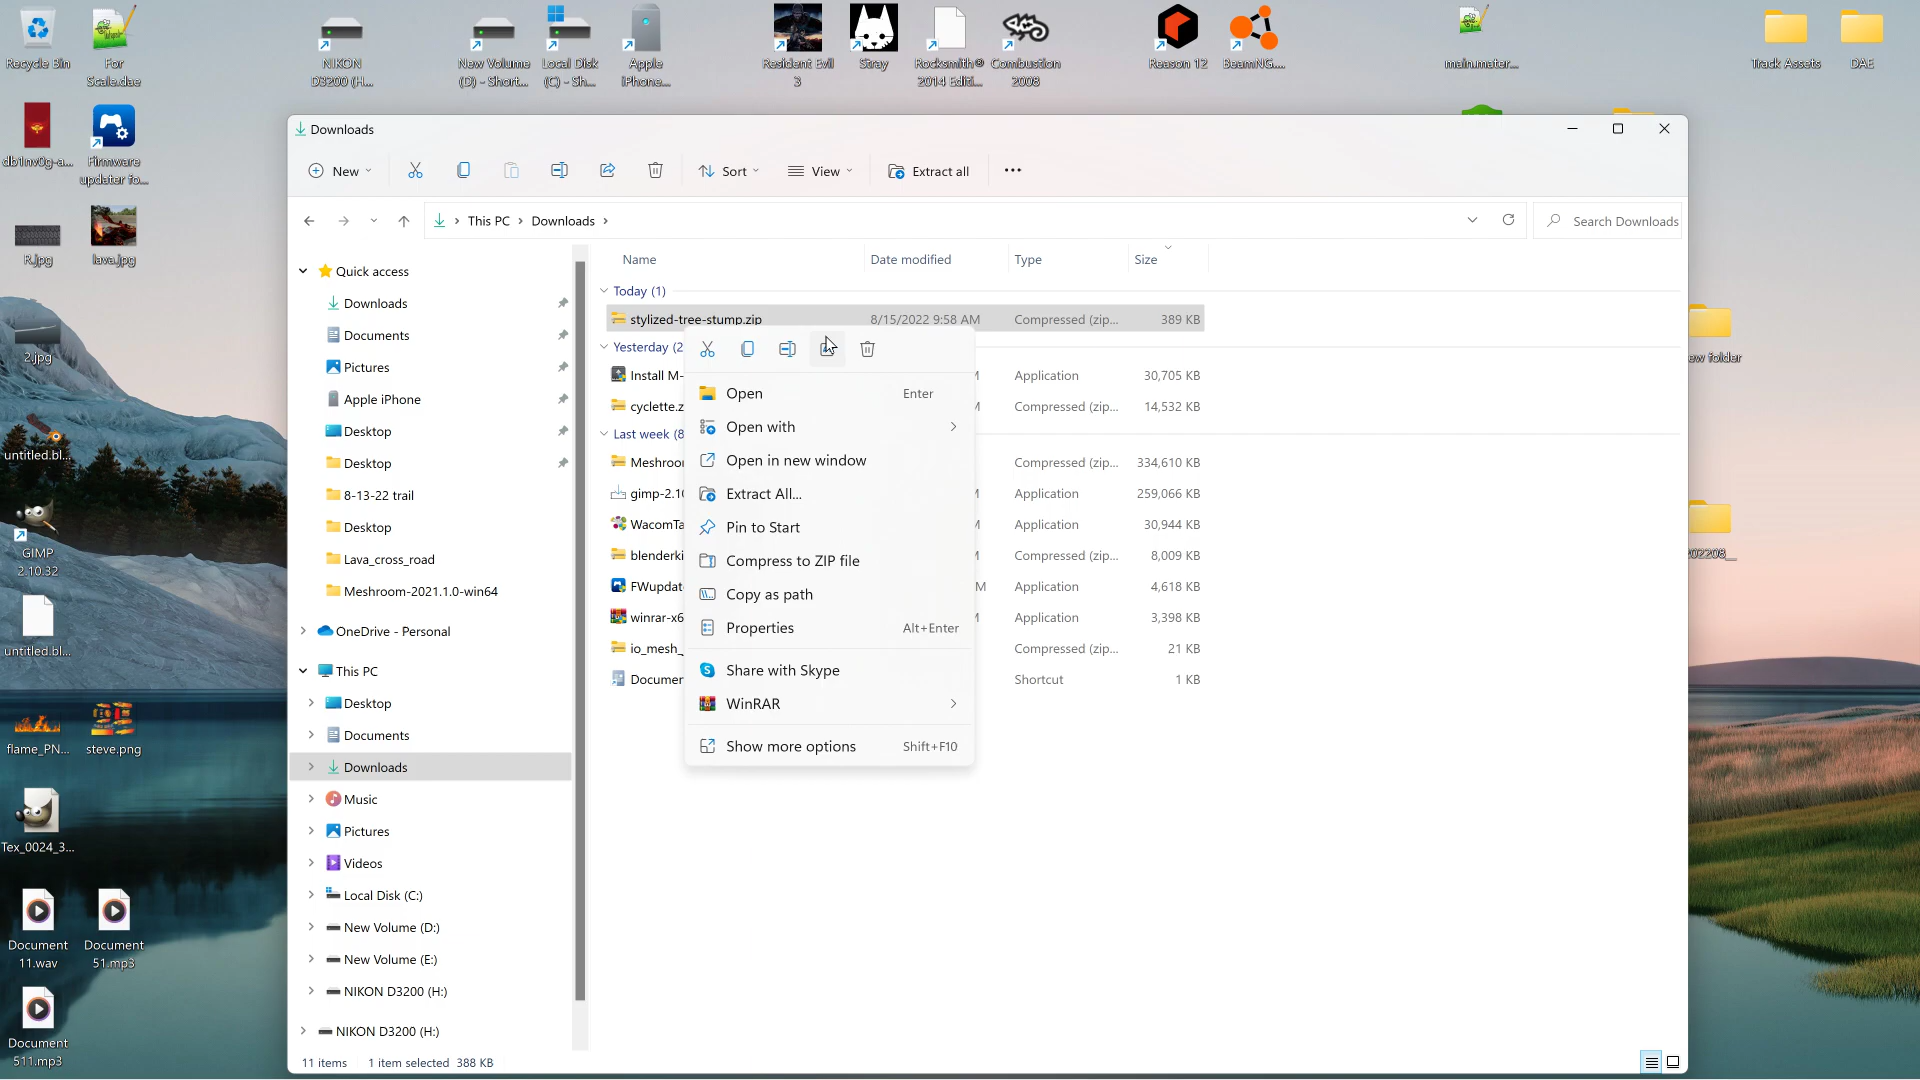 Recycle Bin
For
Scale.dae
NIKON
D3200 (H...
New Volume
(D) - Short...
Local Disk
(C) - Sh...
Apple
iPhone...
Resident Evil
3
Stray
Rocksmith®
2014 Editi...
Combustion
2008
Reason 12
BeamNG....
main.mater...
Track Assets
DAE
db1nv0g-a...
Firmware
updater fo...
R.jpg
lava.jpg
2.jpg
untitled.bl...
GIMP
2.10.32
untitled.bl...
flame_PN...
steve.png
Tex_0024_3...
Document
11.wav
Document
51.mp3
Document
511.mp3
ew folder
202208__
Downloads
New
Sort
View
Extract all
This PC
Downloads
Search Downloads
Quick access
Downloads
Documents
Pictures
Apple iPhone
Desktop
Desktop
8-13-22 trail
Desktop
Lava_cross_road
Meshroom-2021.1.0-win64
OneDrive - Personal
This PC
Desktop
Documents
Downloads
Music
Pictures
Videos
Local Disk (C:)
New Volume (D:)
New Volume (E:)
NIKON D3200 (H:)
NIKON D3200 (H:)
Name Date modified Type Size
Today (1)
stylized-tree-stump.zip 8/15/2022 9:58 AM Compressed (zip... 389 KB
Yesterday (2
Install M- Application 30,705 KB
cyclette.z Compressed (zip... 14,532 KB
Last week (8
Meshroo Compressed (zip... 334,610 KB
gimp-2.10 Application 259,066 KB
WacomTa Application 30,944 KB
blenderki Compressed (zip... 8,009 KB
FWupdat M Application 4,618 KB
winrar-x6 Application 3,398 KB
io_mesh_ Compressed (zip... 21 KB
Documen Shortcut 1 KB
Open Enter
Open with
Open in new window
Extract All...
Pin to Start
Compress to ZIP file
Copy as path
Properties Alt+Enter
Share with Skype
WinRAR
Show more options Shift+F10
11 items 1 item selected 388 KB